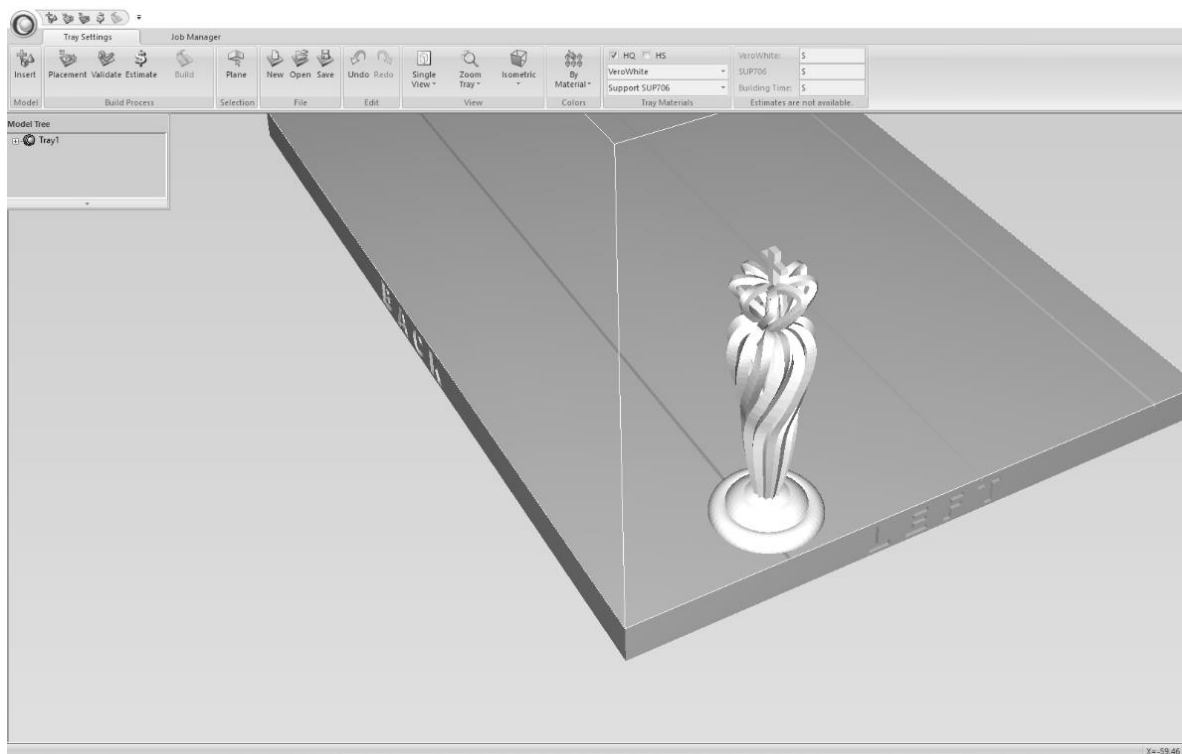 Tray Settings Job Manager
Insert Placement Validate Estimate Build Plane New Open Save Undo Redo Single View Zoom Tray Isometric By Material
HQ HS
VeroWhite
Support SUP706
VeroWhite: $
SUP706 $
Building Time: $
Model Build Process Selection File Edit View Colors Tray Materials Estimates are not available.
Model Tree
Tray1
BACK
LEFT
X=-59.46